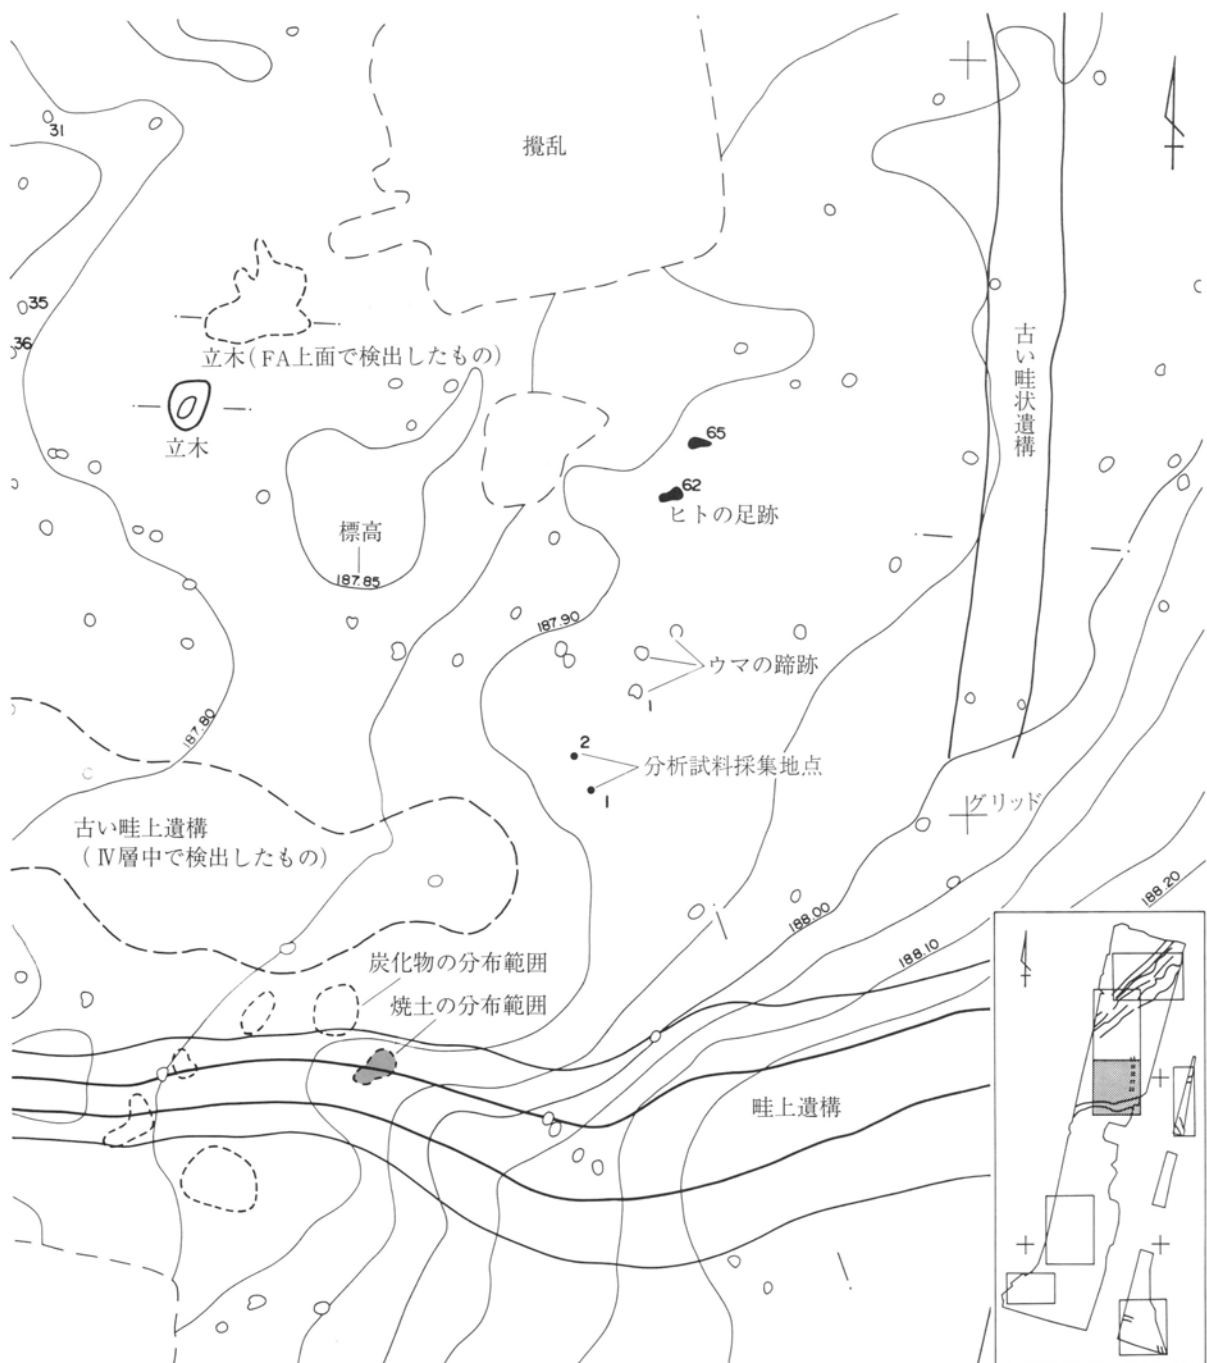 31
攪乱
35
36
立木(FA上面で検出したもの)
立木
古い畦状遺構
65
62
ヒトの足跡
標高
187.85
187.90
ウマの蹄跡
1
187.80
2
分析試料採集地点
1
グリッド
古い畦上遺構
(Ⅳ層中で検出したもの)
188.20
188.00
188.10
炭化物の分布範囲
焼土の分布範囲
畦上遺構